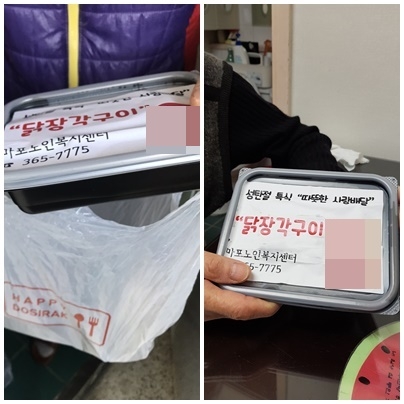 "닭장각구이"
마포노인복지센터
☎ 365-7775
HAPPY
DOSIRAK
성탄절 특식 "따뜻한 사랑배달"
"닭장각구이
마포노인복지센터
365-7775